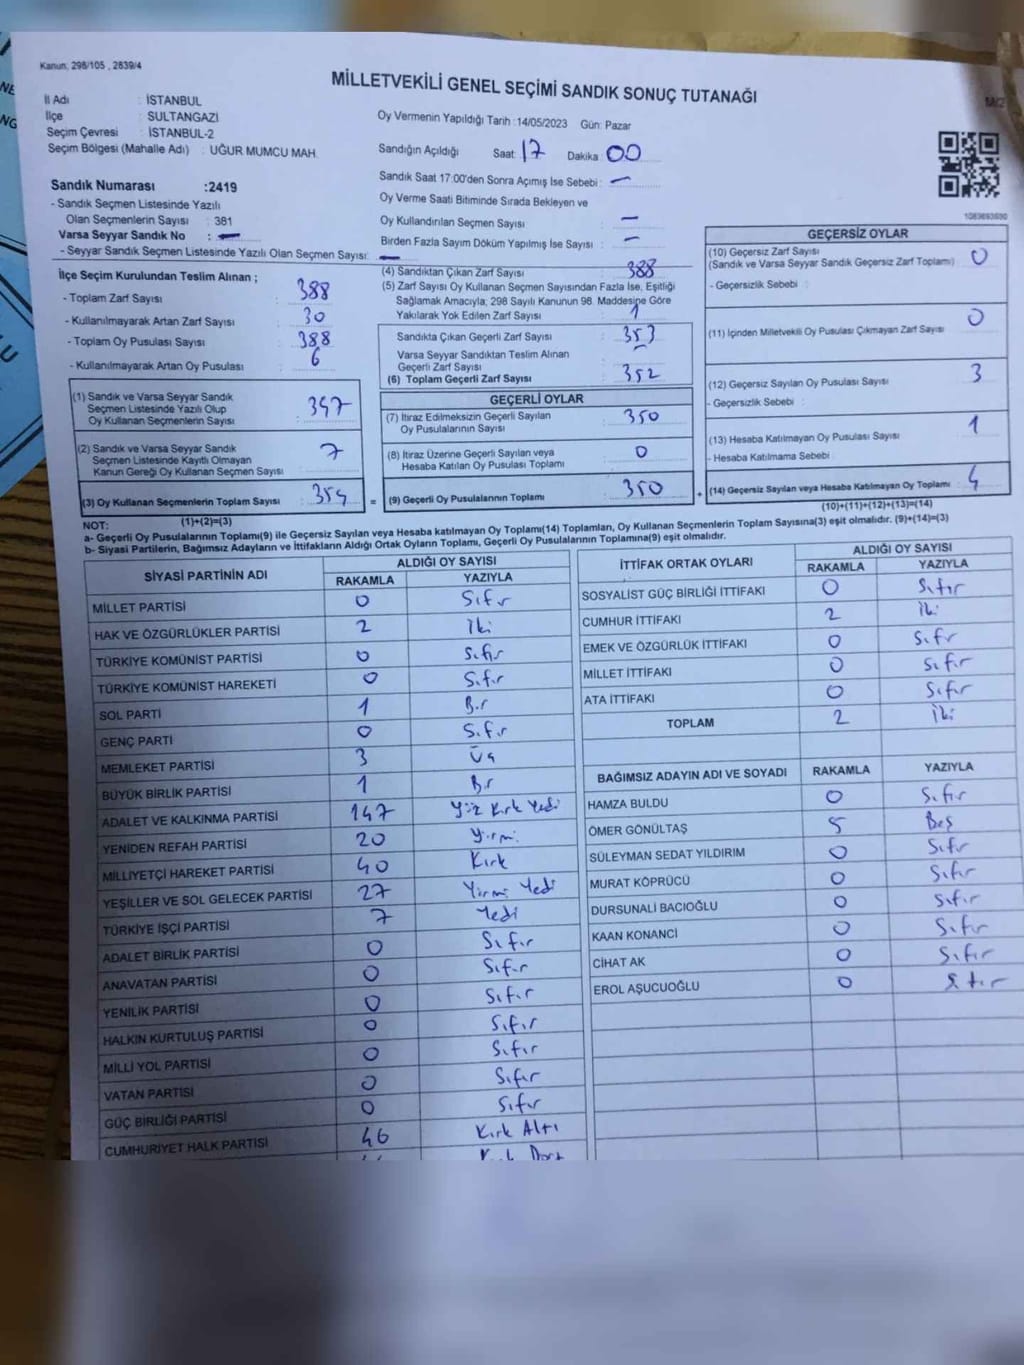 Kanun: 298/105 , 2839/4
MİLLETVEKİLİ GENEL SEÇİMİ SANDIK SONUÇ TUTANAĞI
İl Adı : İSTANBUL
İlçe : SULTANGAZİ
Seçim Çevresi : İSTANBUL-2
Seçim Bölgesi (Mahalle Adı) : UĞUR MUMCU MAH.
Oy Vermenin Yapıldığı Tarih :14/05/2023 Gün: Pazar
Sandığın Açıldığı Saat 17 Dakika 00
Sandık Saat 17:00'den Sonra Açımış İse Sebebi : —
Oy Verme Saati Bitiminde Sırada Bekleyen ve
Oy Kullandırılan Seçmen Sayısı : —
Birden Fazla Sayım Döküm Yapılmış İse Sayısı : —
Sandık Numarası :2419
- Sandık Seçmen Listesinde Yazılı
Olan Seçmenlerin Sayısı : 381
Varsa Seyyar Sandık No : —
- Seyyar Sandık Seçmen Listesinde Yazılı Olan Seçmen Sayısı: —
İlçe Seçim Kurulundan Teslim Alınan ;
- Toplam Zarf Sayısı : 388
- Kullanılmayarak Artan Zarf Sayısı : 30
- Toplam Oy Pusulası Sayısı : 388
- Kullanılmayarak Artan Oy Pusulası : 6
(1) Sandık ve Varsa Seyyar Sandık
Seçmen Listesinde Yazılı Olup
Oy Kullanan Seçmenlerin Sayısı : 347
(2) Sandık ve Varsa Seyyar Sandık
Seçmen Listesinde Kayıtlı Olmayan
Kanun Gereği Oy Kullanan Seçmen Sayısı : 7
(3) Oy Kullanan Seçmenlerin Toplam Sayısı : 354 =
(1)+(2)=(3)
(4) Sandıktan Çıkan Zarf Sayısı : 388
(5) Zarf Sayısı Oy Kullanan Seçmen Sayısından Fazla İse, Eşitliği
Sağlamak Amacıyla; 298 Sayılı Kanunun 98. Maddesine Göre
Yakılarak Yok Edilen Zarf Sayısı : 1
Sandıkta Çıkan Geçerli Zarf Sayısı : 353
Varsa Seyyar Sandıktan Teslim Alınan
Geçerli Zarf Sayısı : —
(6) Toplam Geçerli Zarf Sayısı : 352
GEÇERLİ OYLAR
(7) İtiraz Edilmeksizin Geçerli Sayılan
Oy Pusulalarının Sayısı : 350
(8) İtiraz Üzerine Geçerli Sayılan veya
Hesaba Katılan Oy Pusulası Toplamı : 0
(9) Geçerli Oy Pusulalarının Toplamı : 350 +
1083693600
GEÇERSİZ OYLAR
(10) Geçersiz Zarf Sayısı
(Sandık ve Varsa Seyyar Sandık Geçersiz Zarf Toplamı) : 0
- Geçersizlik Sebebi :
(11) İçinden Milletvekili Oy Pusulası Çıkmayan Zarf Sayısı : 0
(12) Geçersiz Sayılan Oy Pusulası Sayısı : 3
- Geçersizlik Sebebi :
(13) Hesaba Katılmayan Oy Pusulası Sayısı : 1
- Hesaba Katılmama Sebebi :
(14) Geçersiz Sayılan veya Hesaba Katılmayan Oy Toplamı : 4
(10)+(11)+(12)+(13)=(14)
NOT:
a- Geçerli Oy Pusulalarının Toplamı(9) ile Geçersiz Sayılan veya Hesaba katılmayan Oy Toplamı(14) Toplamları, Oy Kullanan Seçmenlerin Toplam Sayısına(3) eşit olmalıdır. (9)+(14)=(3)
b- Siyasi Partilerin, Bağımsız Adayların ve İttifakların Aldığı Ortak Oyların Toplamı, Geçerli Oy Pusulalarının Toplamına(9) eşit olmalıdır.
SİYASİ PARTİNİN ADI ALDIĞI OY SAYISI
RAKAMLA YAZIYLA
MİLLET PARTİSİ 0 Sıfır
HAK VE ÖZGÜRLÜKLER PARTİSİ 2 İki
TÜRKİYE KOMÜNİST PARTİSİ 0 Sıfır
TÜRKİYE KOMÜNİST HAREKETİ 0 Sıfır
SOL PARTİ 1 Bir
GENÇ PARTİ 0 Sıfır
MEMLEKET PARTİSİ 3 Üç
BÜYÜK BİRLİK PARTİSİ 1 Bir
ADALET VE KALKINMA PARTİSİ 147 Yüz Kırk Yedi
YENİDEN REFAH PARTİSİ 20 Yirmi
MİLLİYETÇİ HAREKET PARTİSİ 40 Kırk
YEŞİLLER VE SOL GELECEK PARTİSİ 27 Yirmi Yedi
TÜRKİYE İŞÇİ PARTİSİ 7 Yedi
ADALET BİRLİK PARTİSİ 0 Sıfır
ANAVATAN PARTİSİ 0 Sıfır
YENİLİK PARTİSİ 0 Sıfır
HALKIN KURTULUŞ PARTİSİ 0 Sıfır
MİLLİ YOL PARTİSİ 0 Sıfır
VATAN PARTİSİ 0 Sıfır
GÜÇ BİRLİĞİ PARTİSİ 0 Sıfır
CUMHURİYET HALK PARTİSİ 46 Kırk Altı
İTTİFAK ORTAK OYLARI ALDIĞI OY SAYISI
RAKAMLA YAZIYLA
SOSYALİST GÜÇ BİRLİĞİ İTTİFAKI 0 Sıfır
CUMHUR İTTİFAKI 2 İki
EMEK VE ÖZGÜRLÜK İTTİFAKI 0 Sıfır
MİLLET İTTİFAKI 0 Sıfır
ATA İTTİFAKI 0 Sıfır
TOPLAM 2 İki
BAĞIMSIZ ADAYIN ADI VE SOYADI RAKAMLA YAZIYLA
HAMZA BULDU 0 Sıfır
ÖMER GÖNÜLTAŞ 5 Beş
SÜLEYMAN SEDAT YILDIRIM 0 Sıfır
MURAT KÖPRÜCÜ 0 Sıfır
DURSUNALİ BACIOĞLU 0 Sıfır
KAAN KONANCİ 0 Sıfır
CİHAT AK 0 Sıfır
EROL AŞUCUOĞLU 0 Sıfır